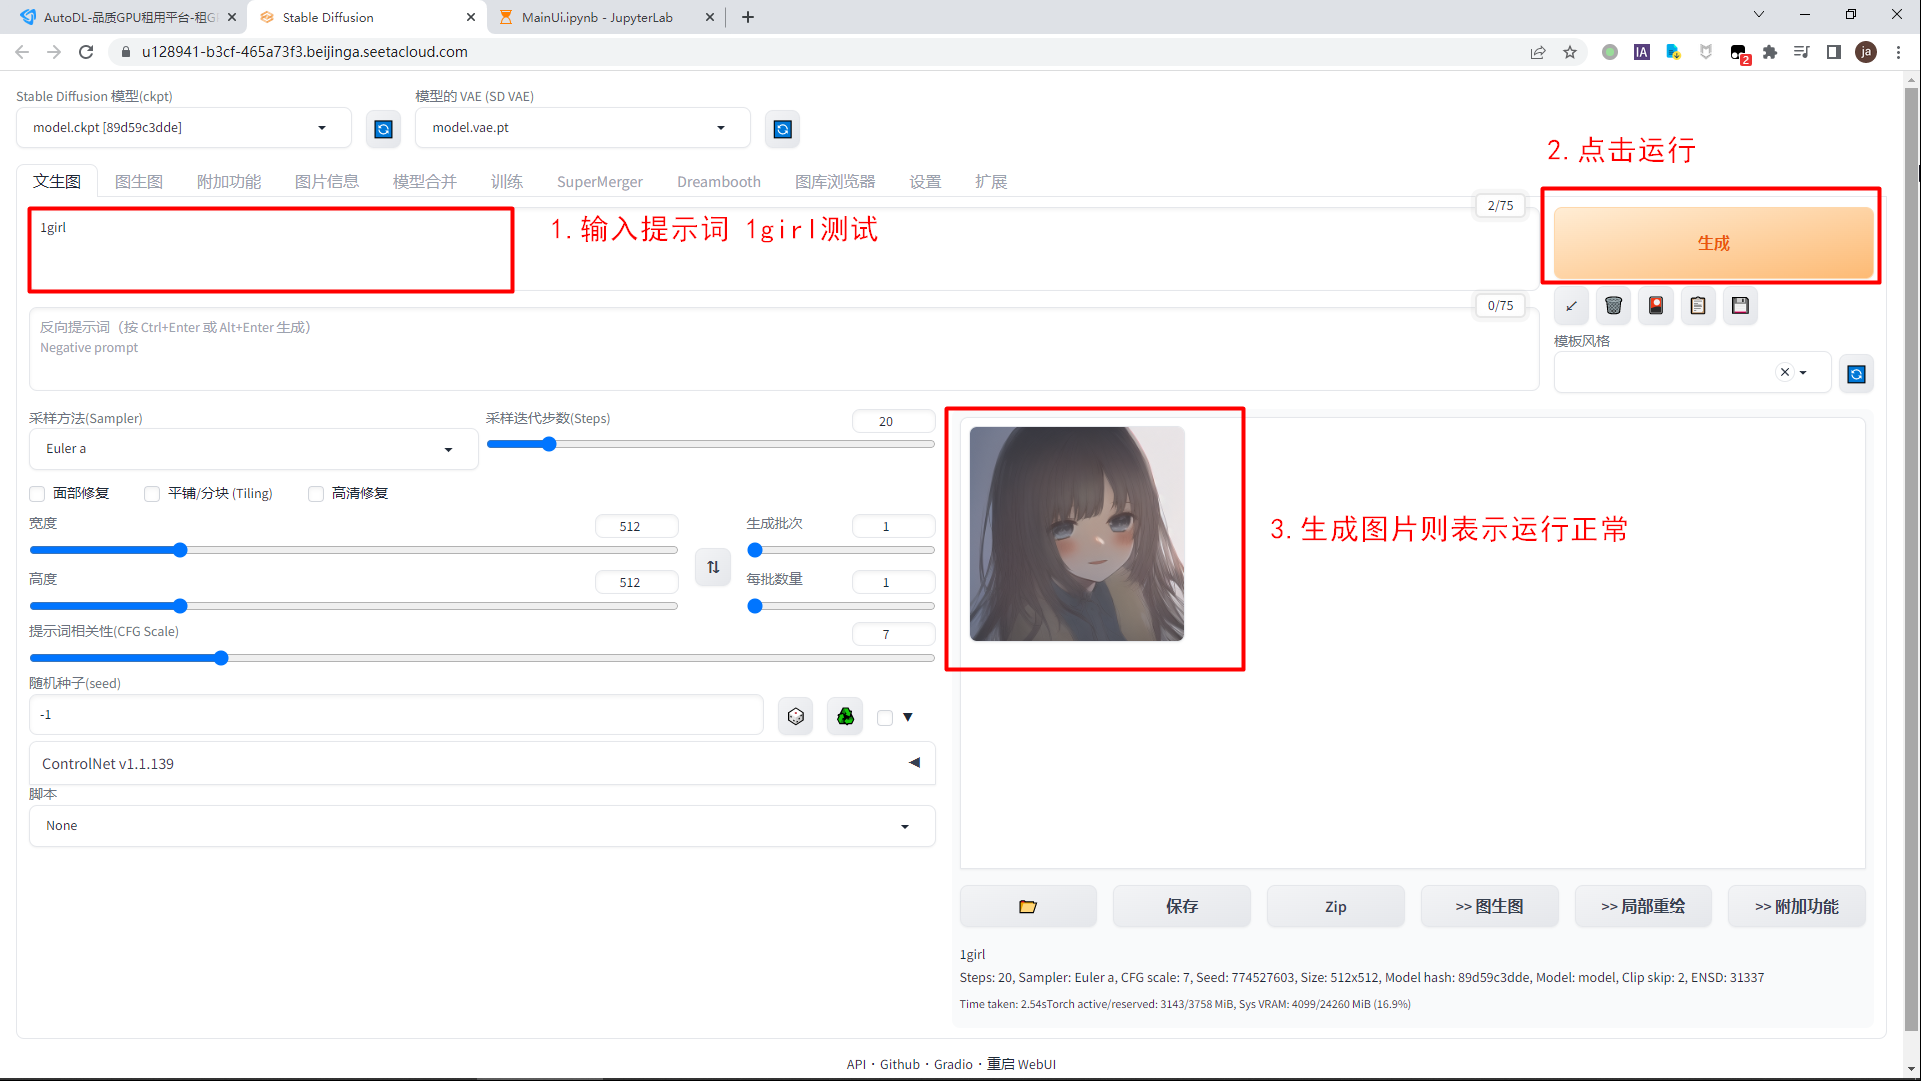 AutoDL-品质GPU租用平台-租G
Stable Diffusion
MainUi.ipynb - JupyterLab
u128941-b3cf-465a73f3.beijinga.seetacloud.com
IA
2
ja
Stable Diffusion 模型(ckpt)
模型的 VAE (SD VAE)
model.ckpt [89d59c3dde]
model.vae.pt
2.点击运行
文生图 图生图 附加功能 图片信息 模型合并 训练 SuperMerger Dreambooth 图库浏览器 设置 扩展
2/75
1girl
1.输入提示词 1girl测试
生成
0/75
反向提示词（按 Ctrl+Enter 或 Alt+Enter 生成）
Negative prompt
模板风格
采样方法(Sampler)
采样迭代步数(Steps)
20
Euler a
面部修复 平铺/分块 (Tiling) 高清修复
宽度
512
生成批次
1
高度
512
每批数量
1
3.生成图片则表示运行正常
提示词相关性(CFG Scale)
7
随机种子(seed)
-1
ControlNet v1.1.139
脚本
None
保存
Zip
>> 图生图
>> 局部重绘
>> 附加功能
1girl
Steps: 20, Sampler: Euler a, CFG scale: 7, Seed: 774527603, Size: 512x512, Model hash: 89d59c3dde, Model: model, Clip skip: 2, ENSD: 31337
Time taken: 2.54sTorch active/reserved: 3143/3758 MiB, Sys VRAM: 4099/24260 MiB (16.9%)
API · Github · Gradio · 重启 WebUI